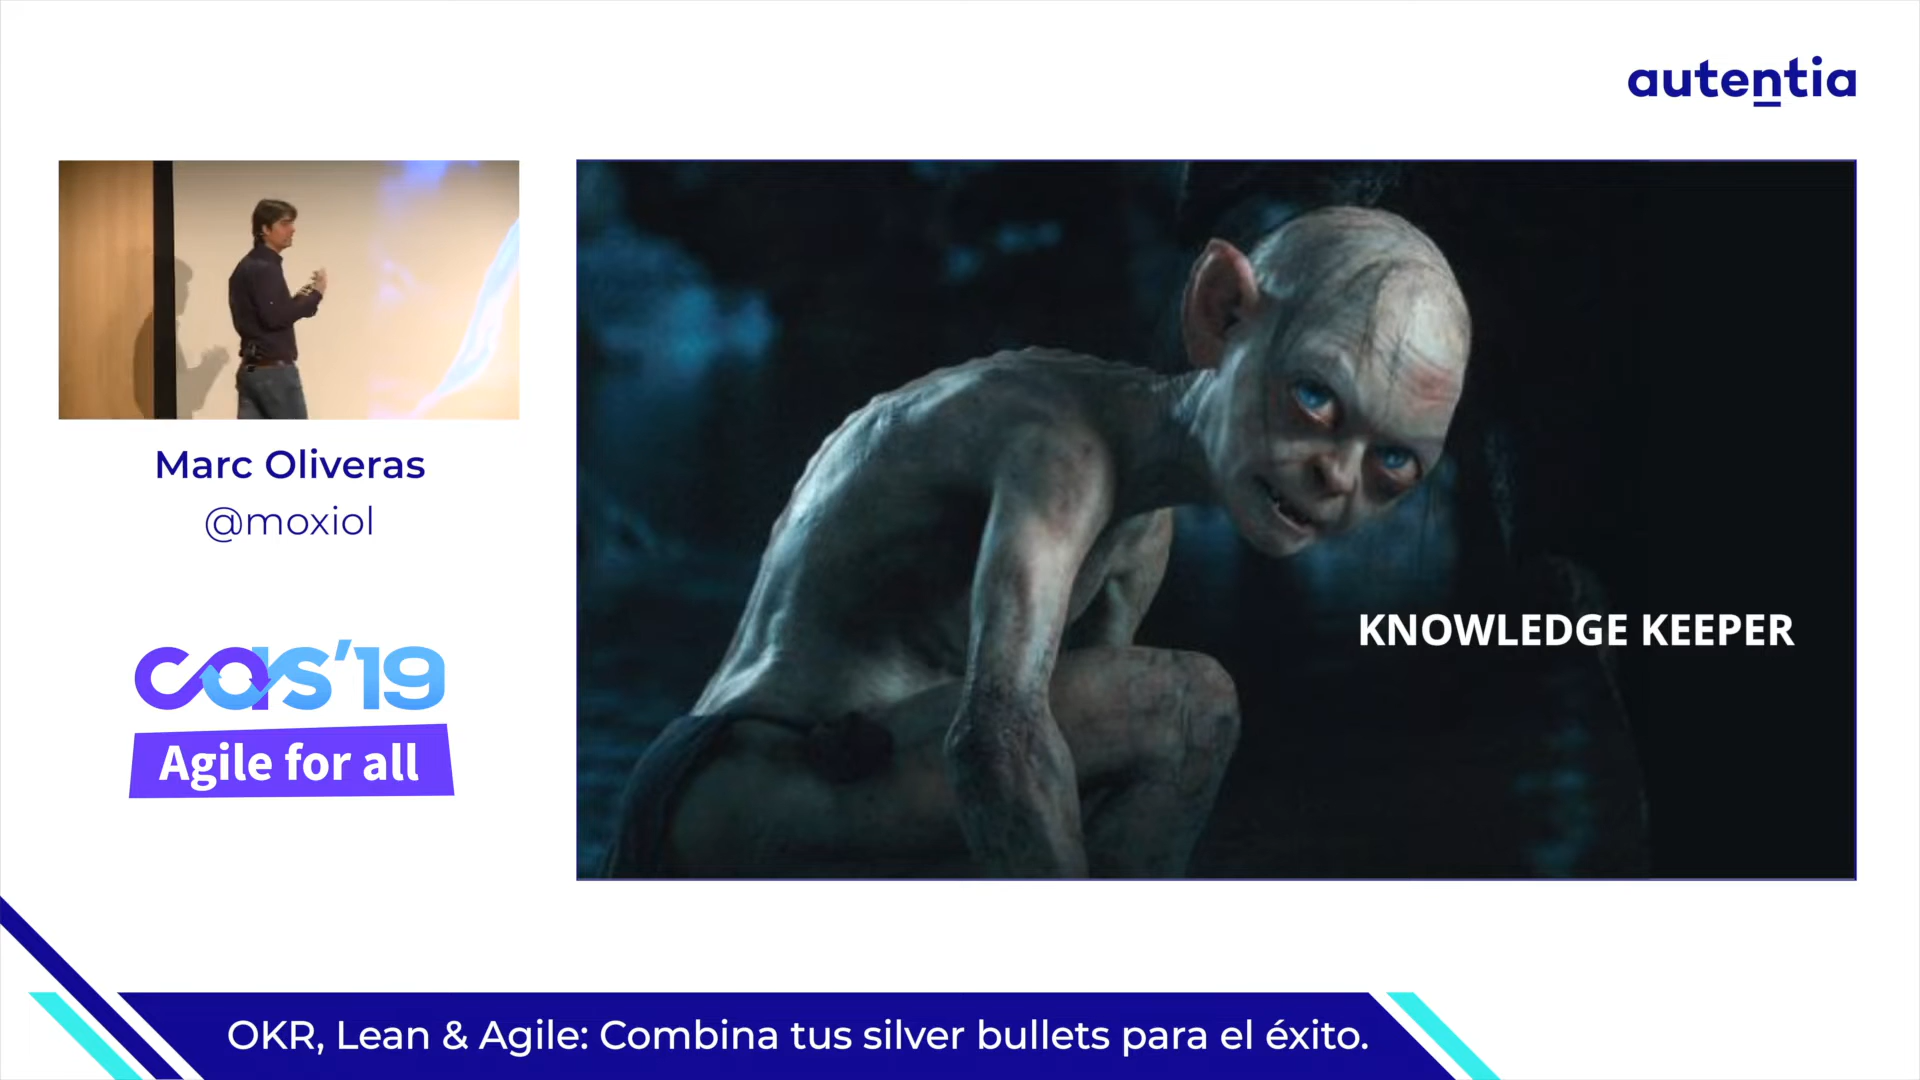 autentia
Marc Oliveras
@moxiol
cas'19
Agile for all
KNOWLEDGE KEEPER
OKR, Lean & Agile: Combina tus silver bullets para el éxito.